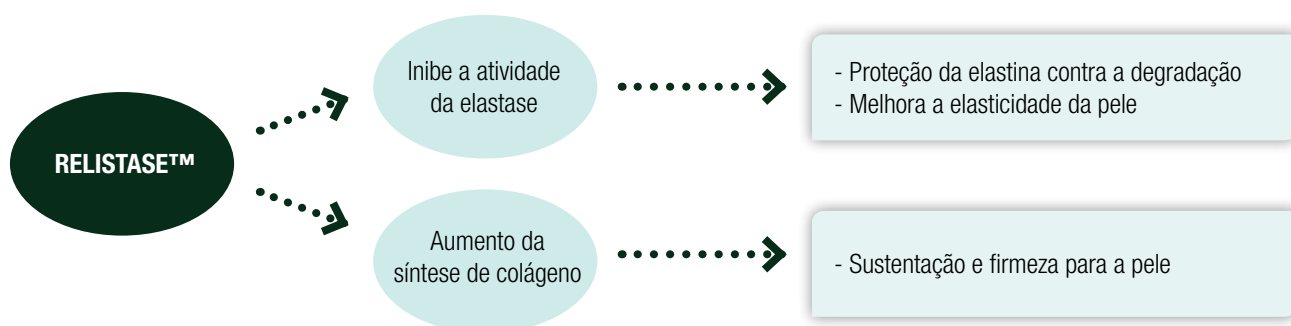 RELISTASE™
Inibe a atividade
da elastase
- Proteção da elastina contra a degradação
- Melhora a elasticidade da pele
Aumento da
síntese de colágeno
- Sustentação e firmeza para a pele